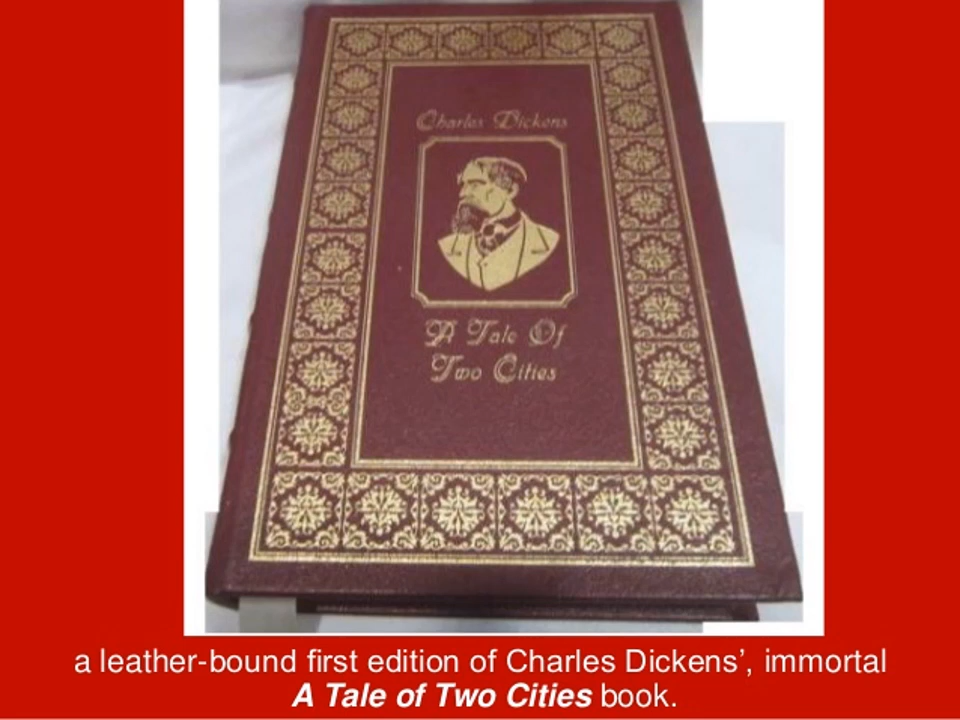 Charles Dickens
A Tale Of
Two Cities
a leather-bound first edition of Charles Dickens’, immortal
A Tale of Two Cities book.